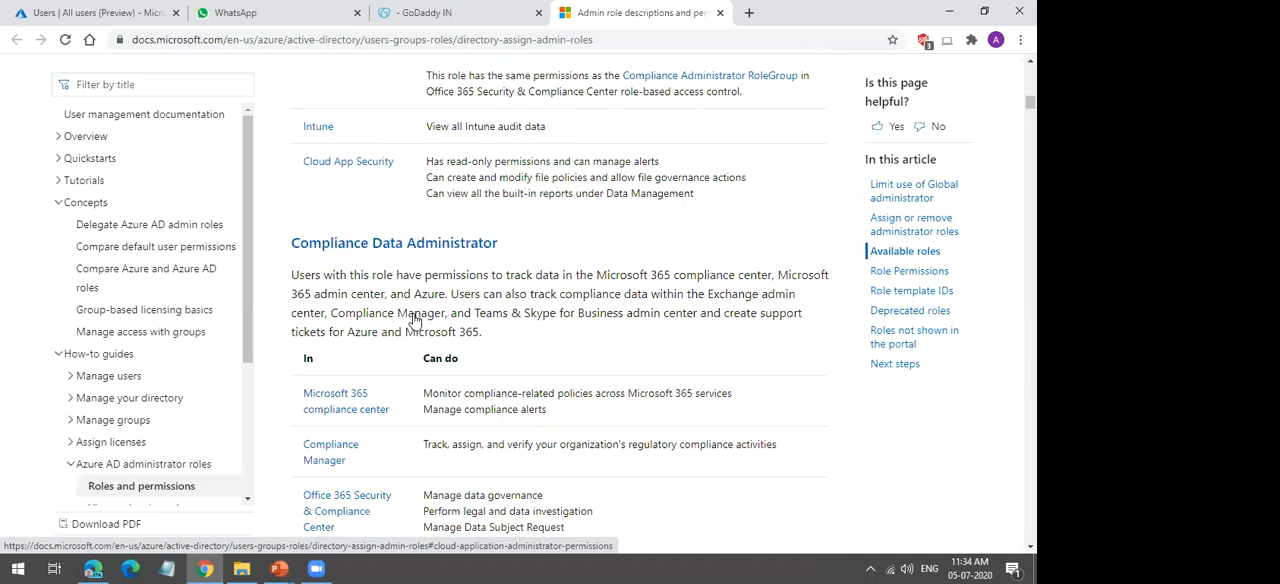 Users | All users (Preview) - Micro
WhatsApp
- GoDaddy IN
Admin role descriptions and per
docs.microsoft.com/en-us/azure/active-directory/users-groups-roles/directory-assign-admin-roles
3
A
Filter by title
User management documentation
Overview
Quickstarts
Tutorials
Concepts
Delegate Azure AD admin roles
Compare default user permissions
Compare Azure and Azure AD
roles
Group-based licensing basics
Manage access with groups
How-to guides
Manage users
Manage your directory
Manage groups
Assign licenses
Azure AD administrator roles
Roles and permissions
Download PDF
This role has the same permissions as the Compliance Administrator RoleGroup in
Office 365 Security & Compliance Center role-based access control.
Intune
View all Intune audit data
Cloud App Security
Has read-only permissions and can manage alerts
Can create and modify file policies and allow file governance actions
Can view all the built-in reports under Data Management
Compliance Data Administrator
Users with this role have permissions to track data in the Microsoft 365 compliance center, Microsoft
365 admin center, and Azure. Users can also track compliance data within the Exchange admin
center, Compliance Manager, and Teams & Skype for Business admin center and create support
tickets for Azure and Microsoft 365.
In
Can do
Microsoft 365
compliance center
Monitor compliance-related policies across Microsoft 365 services
Manage compliance alerts
Compliance
Manager
Track, assign, and verify your organization's regulatory compliance activities
Office 365 Security
& Compliance
Center
Manage data governance
Perform legal and data investigation
Manage Data Subject Request
Is this page
helpful?
Yes
No
In this article
Limit use of Global
administrator
Assign or remove
administrator roles
Available roles
Role Permissions
Role template IDs
Deprecated roles
Roles not shown in
the portal
Next steps
https://docs.microsoft.com/en-us/azure/active-directory/users-groups-roles/directory-assign-admin-roles#cloud-application-administrator-permissions
ENG
11:34 AM
05-07-2020
1